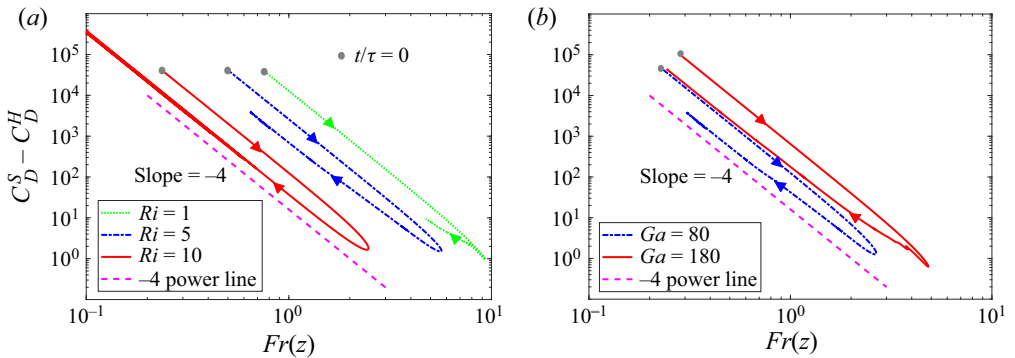 (a)
10^5
10^4
10^3
10^2
10^1
10^0
C_D^S – C_D^H
t/τ = 0
Slope = –4
Ri = 1
Ri = 5
Ri = 10
–4 power line
10^–1
10^0
10^1
Fr(z)
(b)
10^5
10^4
10^3
10^2
10^1
10^0
Slope = –4
Ga = 80
Ga = 180
–4 power line
10^–1
10^0
10^1
Fr(z)